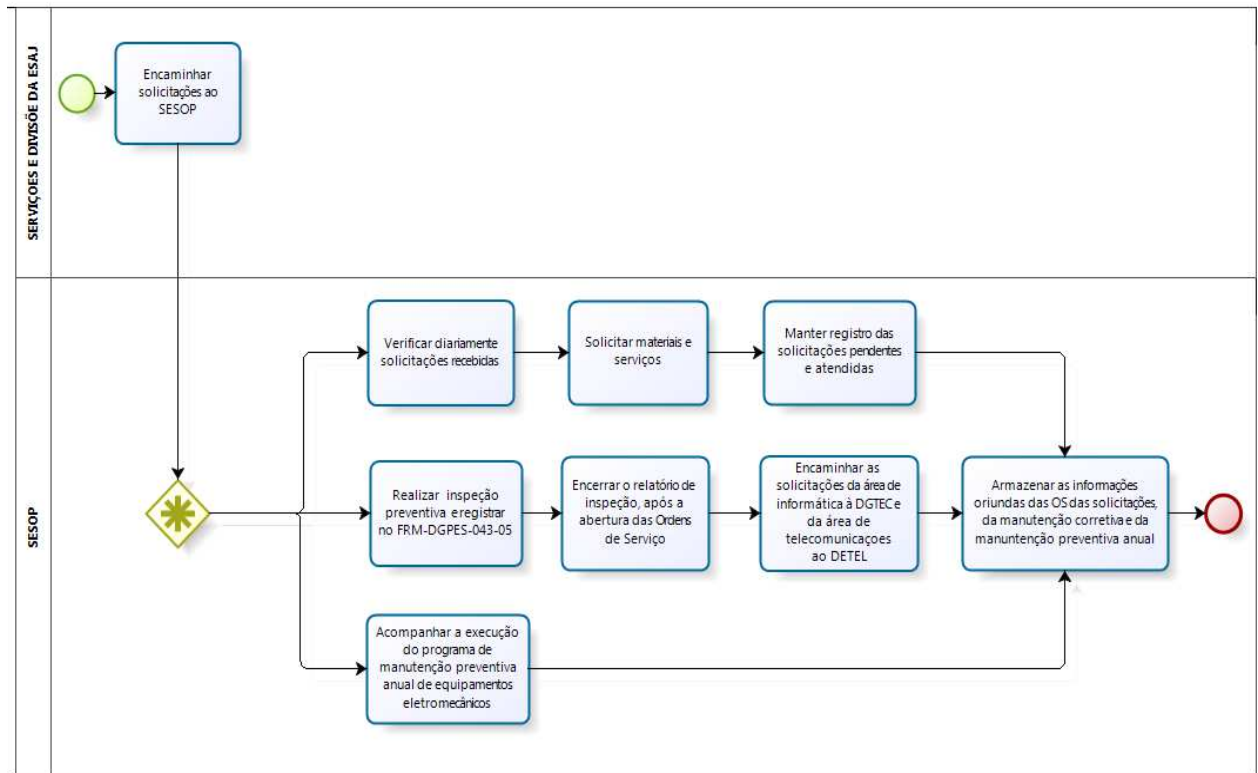 SERVIÇOES E DIVISÕE DA ESAJ
Encaminhar
solicitações ao
SESOP
SESOP
Verificar diariamente
solicitações recebidas
Solicitar materiais e
serviços
Manter registro das
solicitações pendentes
e atendidas
Realizar inspeção
preventiva e registrar
no FRM-DGPES-043-05
Encerrar o relatório de
inspeção, após a
abertura das Ordens
de Serviço
Encaminhar as
solicitações da área de
informática à DGTEC e
da área de
telecomunicaçoes
ao DETEL
Armazenar as informações
oriundas das OS das solicitações,
da manutenção corretiva e da
manuntenção preventiva anual
Acompanhar a execução
do programa de
manutenção preventiva
anual de equipamentos
eletromecânicos